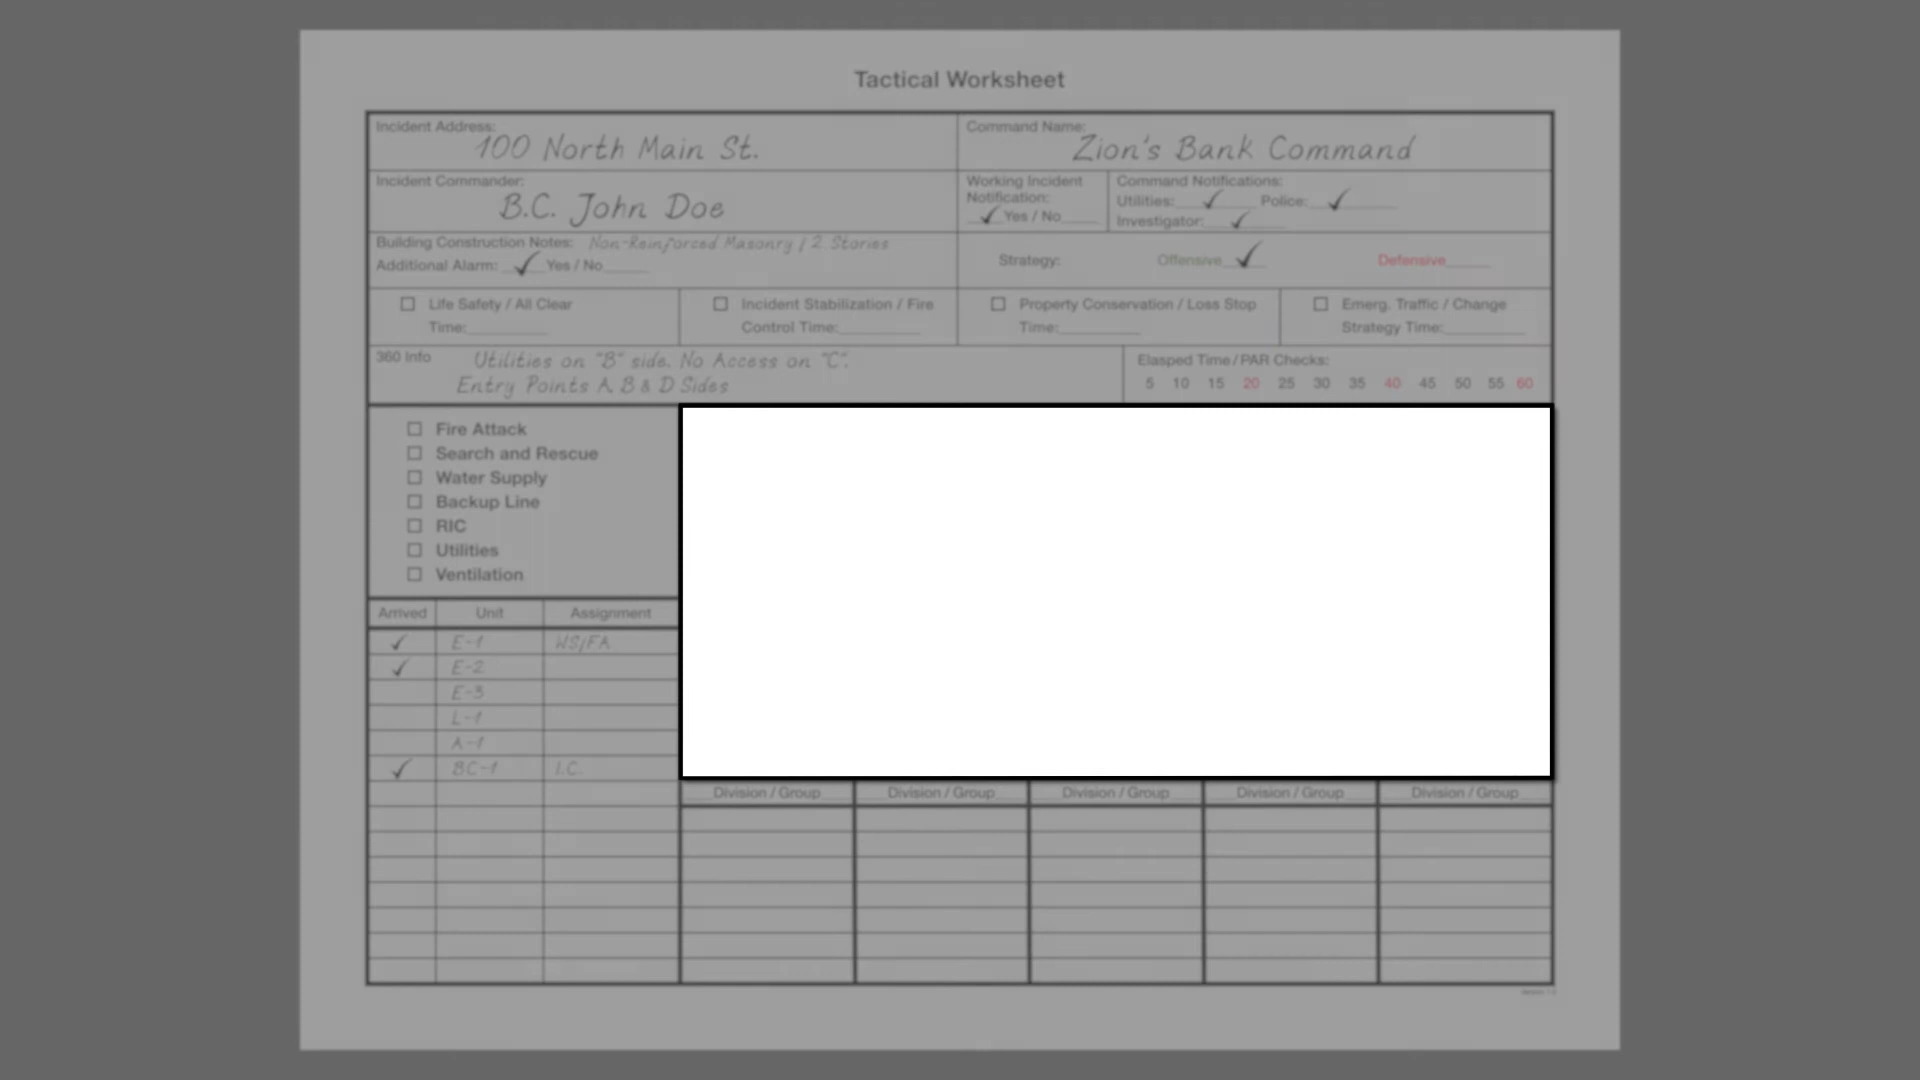 Tactical Worksheet
Incident Address: 100 North Main St.
Command Name: Zion's Bank Command
Incident Commander: B.C. John Doe
Working Incident
Notification:
Yes / No
Command Notifications:
Utilities: Police:
Investigator:
Building Construction Notes: Non-Reinforced Masonry / 2 Stories
Additional Alarm: Yes / No
Strategy: Offensive Defensive
Life Safety / All Clear
Time:
Incident Stabilization / Fire
Control Time:
Property Conservation / Loss Stop
Time:
Emerg. Traffic / Change
Strategy Time:
360 Info Utilities on "B" side. No Access on "C".
Entry Points A B & D Sides
Elasped Time / PAR Checks:
5 10 15 20 25 30 35 40 45 50 55 60
Fire Attack
Search and Rescue
Water Supply
Backup Line
RIC
Utilities
Ventilation
Arrived Unit Assignment
E-1 WS/FA
E-2
E-3
L-1
A-1
BC-1 I.C.
Division / Group Division / Group Division / Group Division / Group Division / Group